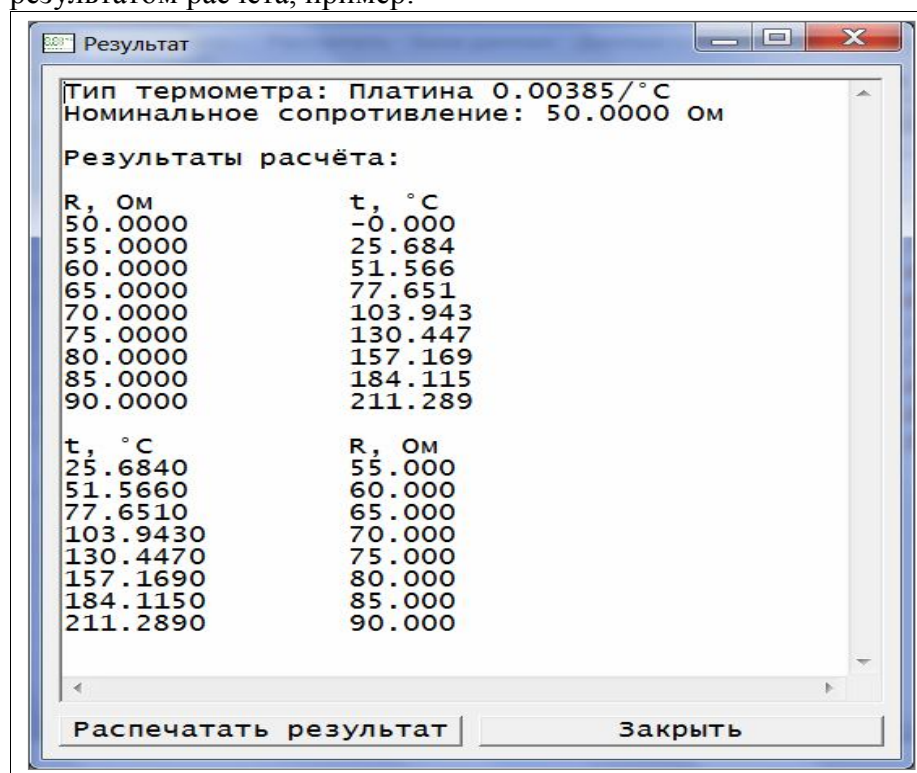 результатом расчёта, пример:
Результат
Тип термометра: Платина 0.00385/°C
Номинальное сопротивление: 50.0000 Ом
Результаты расчёта:
R, Ом t, °C
50.0000 -0.000
55.0000 25.684
60.0000 51.566
65.0000 77.651
70.0000 103.943
75.0000 130.447
80.0000 157.169
85.0000 184.115
90.0000 211.289
t, °C R, Ом
25.6840 55.000
51.5660 60.000
77.6510 65.000
103.9430 70.000
130.4470 75.000
157.1690 80.000
184.1150 85.000
211.2890 90.000
Распечатать результат Закрыть